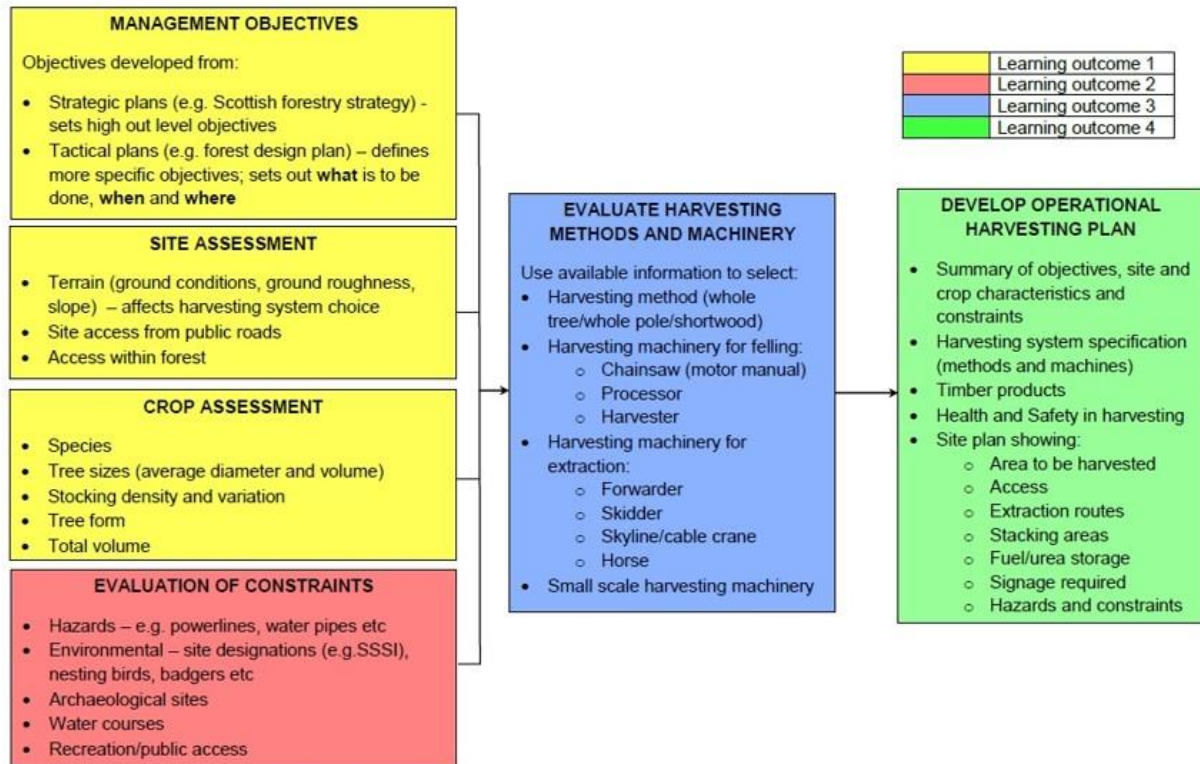 MANAGEMENT OBJECTIVES
Objectives developed from:
• Strategic plans (e.g. Scottish forestry strategy) -
sets high out level objectives
• Tactical plans (e.g. forest design plan) – defines
more specific objectives; sets out what is to be
done, when and where
SITE ASSESSMENT
• Terrain (ground conditions, ground roughness,
slope) – affects harvesting system choice
• Site access from public roads
• Access within forest
CROP ASSESSMENT
• Species
• Tree sizes (average diameter and volume)
• Stocking density and variation
• Tree form
• Total volume
EVALUATION OF CONSTRAINTS
• Hazards – e.g. powerlines, water pipes etc
• Environmental – site designations (e.g.SSSI),
nesting birds, badgers etc
• Archaeological sites
• Water courses
• Recreation/public access
EVALUATE HARVESTING
METHODS AND MACHINERY
Use available information to select:
• Harvesting method (whole
tree/whole pole/shortwood)
• Harvesting machinery for felling:
o Chainsaw (motor manual)
o Processor
o Harvester
• Harvesting machinery for
extraction:
o Forwarder
o Skidder
o Skyline/cable crane
o Horse
• Small scale harvesting machinery
Learning outcome 1
Learning outcome 2
Learning outcome 3
Learning outcome 4
DEVELOP OPERATIONAL
HARVESTING PLAN
• Summary of objectives, site and
crop characteristics and
constraints
• Harvesting system specification
(methods and machines)
• Timber products
• Health and Safety in harvesting
• Site plan showing:
o Area to be harvested
o Access
o Extraction routes
o Stacking areas
o Fuel/urea storage
o Signage required
o Hazards and constraints